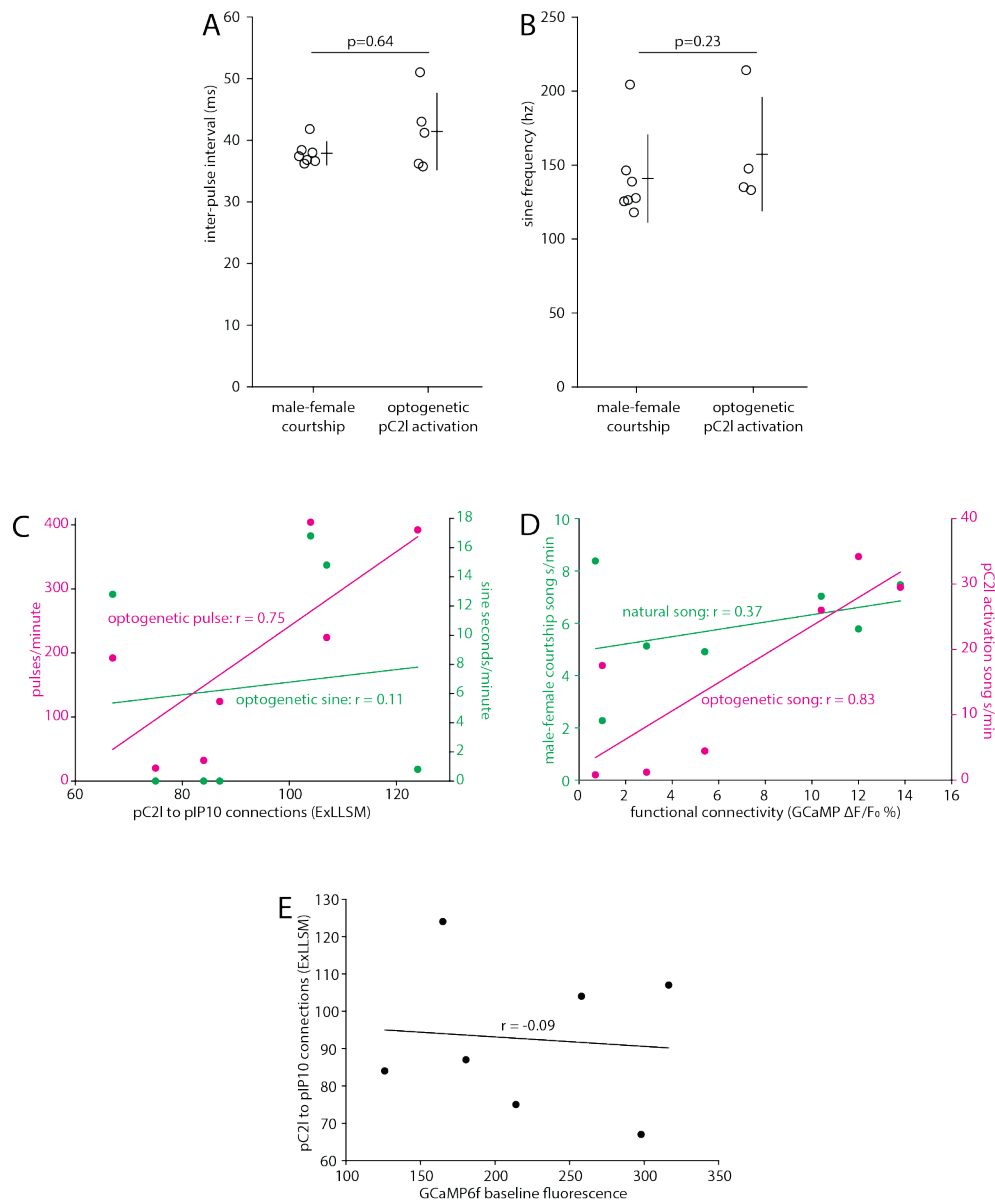 A
60
50
40
30
20
10
0
inter-pulse interval (ms)
p=0.64
male-female
courtship
optogenetic
pC2l activation
B
250
200
150
100
50
0
sine frequency (hz)
p=0.23
male-female
courtship
optogenetic
pC2l activation
C
400
300
200
100
0
pulses/minute
18
16
14
12
10
8
6
4
2
0
sine seconds/minute
optogenetic pulse: r = 0.75
optogenetic sine: r = 0.11
60
80
100
120
pC2l to pIP10 connections (ExLLSM)
D
10
8
6
4
2
0
male-female courtship song s/min
40
30
20
10
0
pC2l activation song s/min
natural song: r = 0.37
optogenetic song: r = 0.83
0
2
4
6
8
10
12
14
16
functional connectivity (GCaMP ΔF/F₀ %)
E
130
120
110
100
90
80
70
60
pC2l to pIP10 connections (ExLLSM)
r = -0.09
100
150
200
250
300
350
GCaMP6f baseline fluorescence